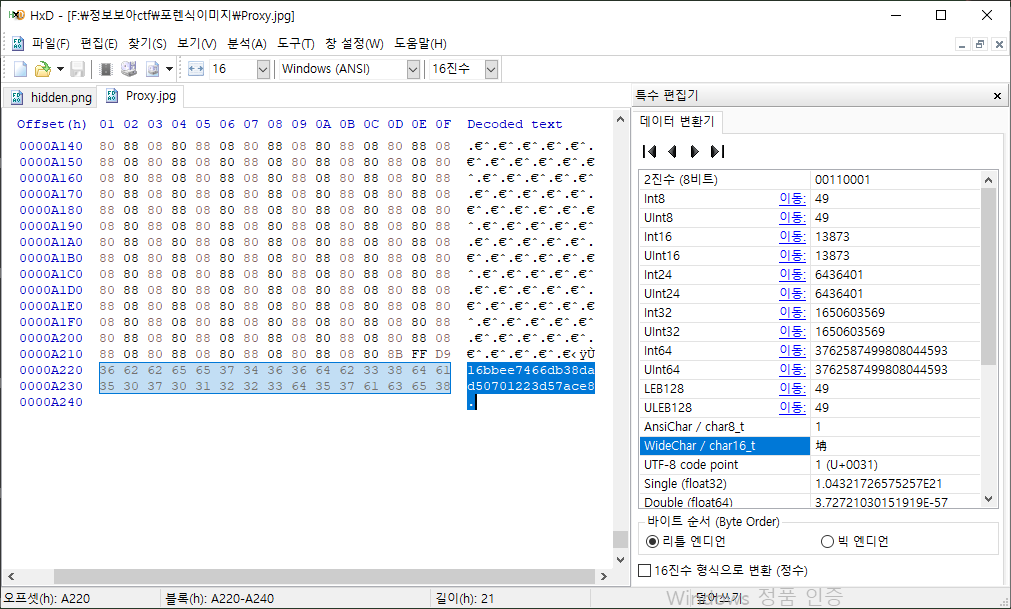 HxD - [F:\정보보아ctf\포렌식이미지\Proxy.jpg]
파일(F) 편집(E) 찾기(S) 보기(V) 분석(A) 도구(T) 창 설정(W) 도움말(H)
16 Windows (ANSI) 16진수
hidden.png Proxy.jpg
Offset(h) 01 02 03 04 05 06 07 08 09 0A 0B 0C 0D 0E 0F Decoded text
0000A140 80 88 08 80 88 08 80 88 08 80 88 08 80 88 08 .€ˆ.€ˆ.€ˆ.€ˆ.€ˆ.
0000A150 88 08 80 88 08 80 88 08 80 88 08 80 88 08 80 €ˆ.€ˆ.€ˆ.€ˆ.€ˆ.€
0000A160 08 80 88 08 80 88 08 80 88 08 80 88 08 80 88 ˆ.€ˆ.€ˆ.€ˆ.€ˆ.€ˆ
0000A170 80 88 08 80 88 08 80 88 08 80 88 08 80 88 08 .€ˆ.€ˆ.€ˆ.€ˆ.€ˆ.
0000A180 88 08 80 88 08 80 88 08 80 88 08 80 88 08 80 €ˆ.€ˆ.€ˆ.€ˆ.€ˆ.€
0000A190 08 80 88 08 80 88 08 80 88 08 80 88 08 80 88 ˆ.€ˆ.€ˆ.€ˆ.€ˆ.€ˆ
0000A1A0 80 88 08 80 88 08 80 88 08 80 88 08 80 88 08 .€ˆ.€ˆ.€ˆ.€ˆ.€ˆ.
0000A1B0 88 08 80 88 08 80 88 08 80 88 08 80 88 08 80 €ˆ.€ˆ.€ˆ.€ˆ.€ˆ.€
0000A1C0 08 80 88 08 80 88 08 80 88 08 80 88 08 80 88 ˆ.€ˆ.€ˆ.€ˆ.€ˆ.€ˆ
0000A1D0 80 88 08 80 88 08 80 88 08 80 88 08 80 88 08 .€ˆ.€ˆ.€ˆ.€ˆ.€ˆ.
0000A1E0 88 08 80 88 08 80 88 08 80 88 08 80 88 08 80 €ˆ.€ˆ.€ˆ.€ˆ.€ˆ.€
0000A1F0 08 80 88 08 80 88 08 80 88 08 80 88 08 80 88 ˆ.€ˆ.€ˆ.€ˆ.€ˆ.€ˆ
0000A200 80 88 08 80 88 08 80 88 08 80 88 08 80 88 08 .€ˆ.€ˆ.€ˆ.€ˆ.€ˆ.
0000A210 88 08 80 88 08 80 88 08 80 88 08 80 8B FF D9 €ˆ.€ˆ.€ˆ.€ˆ.€‹ÿÙ
0000A220 36 62 62 65 65 37 34 36 36 64 62 33 38 64 61 16bbee7466db38da
0000A230 35 30 37 30 31 32 32 33 64 35 37 61 63 65 38 d50701223d57ace8
0000A240 .
특수 편집기
데이터 변환기
2진수 (8비트) 00110001
Int8 이동: 49
UInt8 이동: 49
Int16 이동: 13873
UInt16 이동: 13873
Int24 이동: 6436401
UInt24 이동: 6436401
Int32 이동: 1650603569
UInt32 이동: 1650603569
Int64 이동: 3762587499808044593
UInt64 이동: 3762587499808044593
LEB128 이동: 49
ULEB128 이동: 49
AnsiChar / char8_t 1
WideChar / char16_t
UTF-8 code point 1 (U+0031)
Single (float32) 1.04321726575257E21
Double (float64) 3.72721030151919E-57
바이트 순서 (Byte Order)
리틀 엔디언 빅 엔디언
16진수 형식으로 변환 (정수)
오프셋(h): A220 블록(h): A220-A240 길이(h): 21 덮어쓰기
Windows 정품 인증